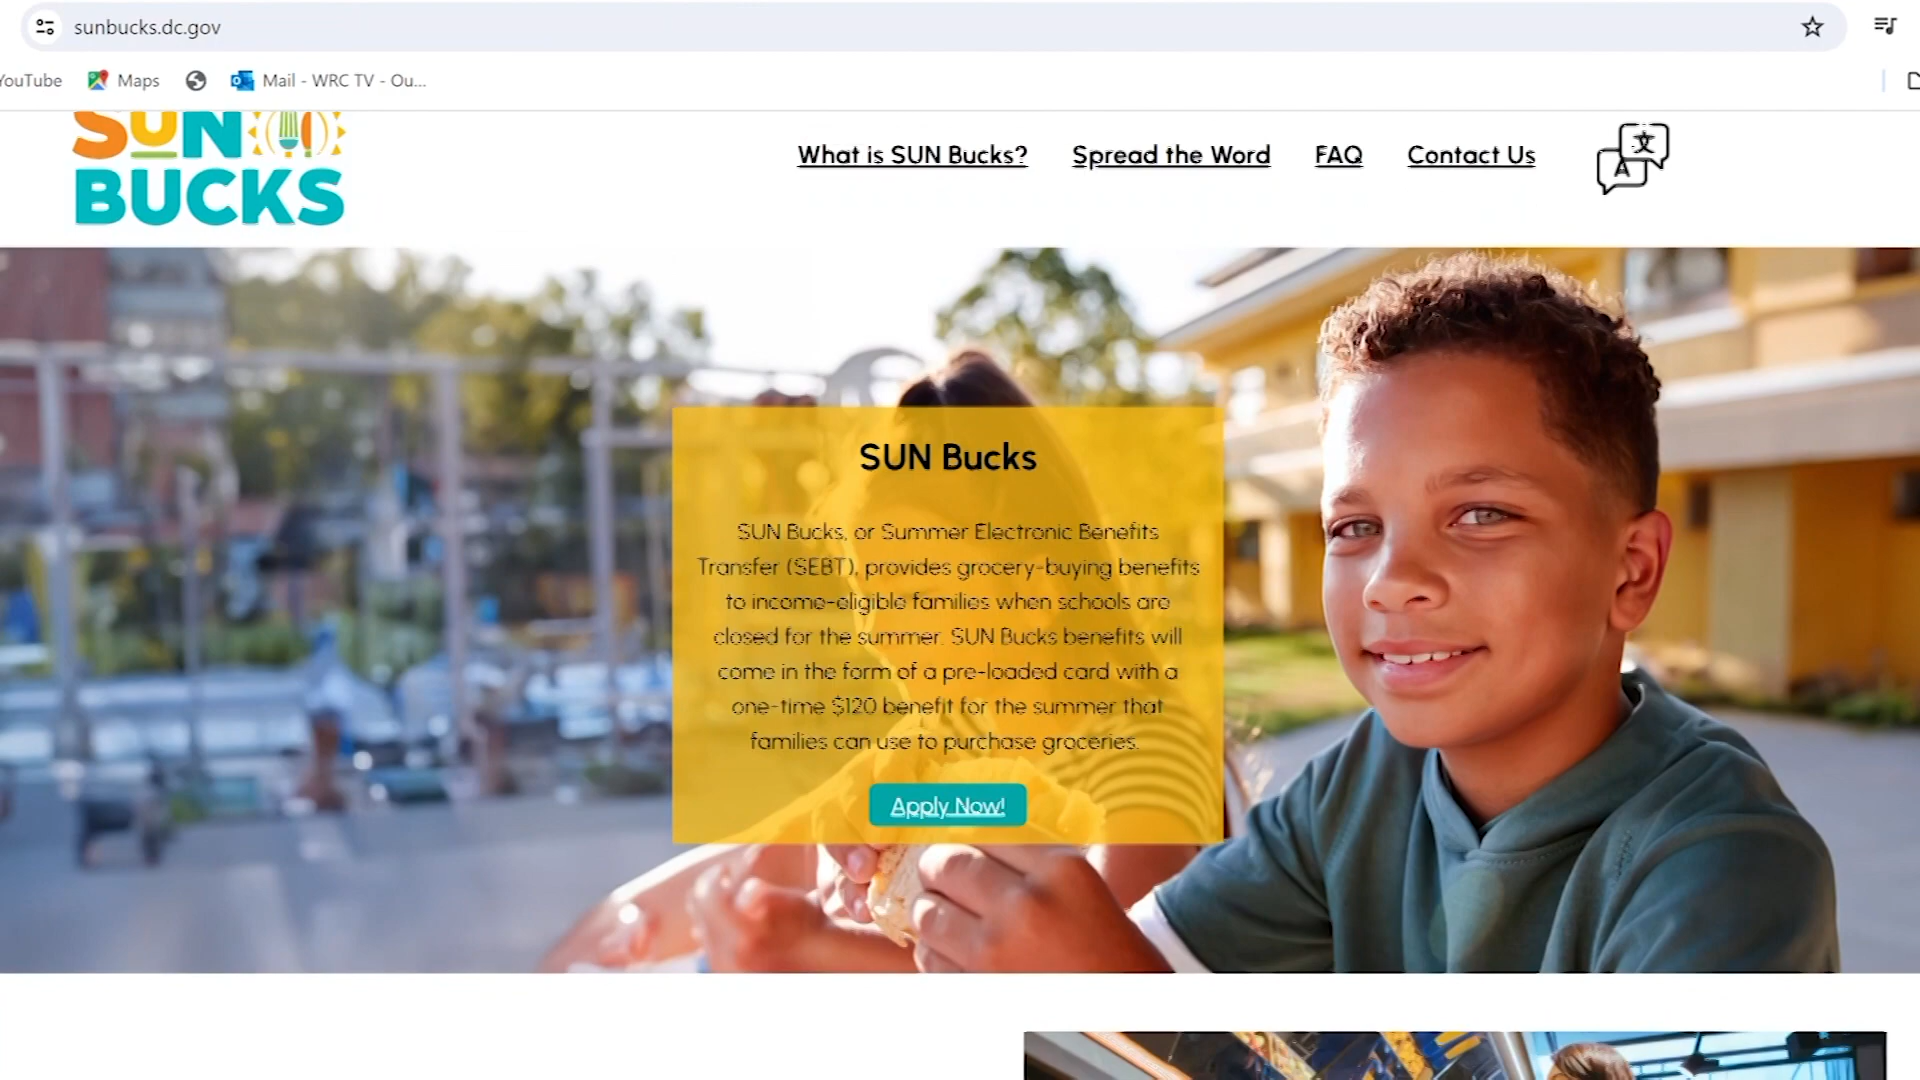 sunbucks.dc.gov
YouTube Maps Mail - WRC TV - Ou...
SUN
BUCKS
What is SUN Bucks? Spread the Word FAQ Contact Us
文
A
SUN Bucks
SUN Bucks, or Summer Electronic Benefits
Transfer (SEBT), provides grocery-buying benefits
to income-eligible families when schools are
closed for the summer. SUN Bucks benefits will
come in the form of a pre-loaded card with a
one-time $120 benefit for the summer that
families can use to purchase groceries.
Apply Now!